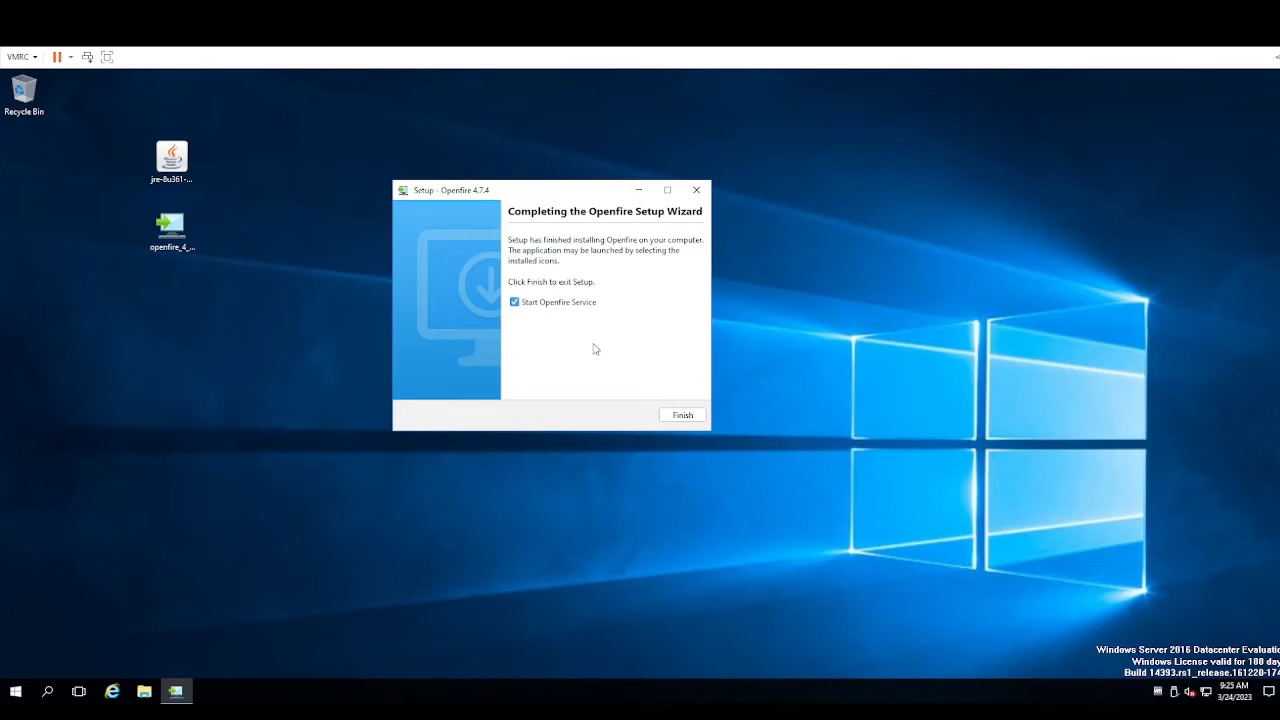 VMRC
Recycle Bin
jre-8u361-...
openfire_4_...
Setup - Openfire 4.7.4
Completing the Openfire Setup Wizard
Setup has finished installing Openfire on your computer.
The application may be launched by selecting the
installed icons.
Click Finish to exit Setup.
Start Openfire Service
Finish
Windows Server 2016 Datacenter Evaluatio
Windows License valid for 180 day
Build 14393.rs1_release.161220-174
9:25 AM
3/24/2023